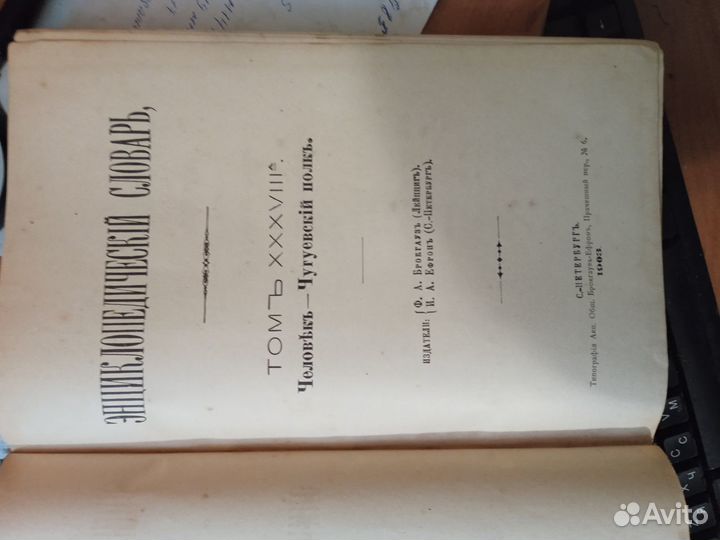 ЭНЦИКЛОПЕДИЧЕСКІЙ СЛОВАРЬ,
ТОМЪ XXXVIIIА.
Человѣкъ — Чугуевскій полкъ.
ИЗДАТЕЛИ: { Ф. А. БРОКГАУЗЪ (ЛЕЙПЦИГЪ),
И. А. ЕФРОНЪ (С.-ПЕТЕРБУРГЪ).
С.-ПЕТЕРБУРГЪ.
Типографія Акц. Общ. Брокгаузъ-Ефронъ, Прачешный пер., № 6.
1903.
Avito